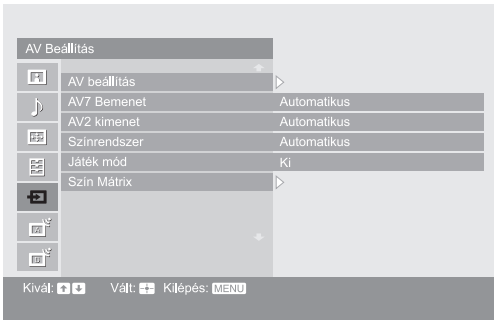 AV Beállítás
AV beállítás
AV7 Bemenet Automatikus
AV2 kimenet Automatikus
Színrendszer Automatikus
Játék mód Ki
Szín Mátrix
Kivál: Vált: Kilépés: MENU